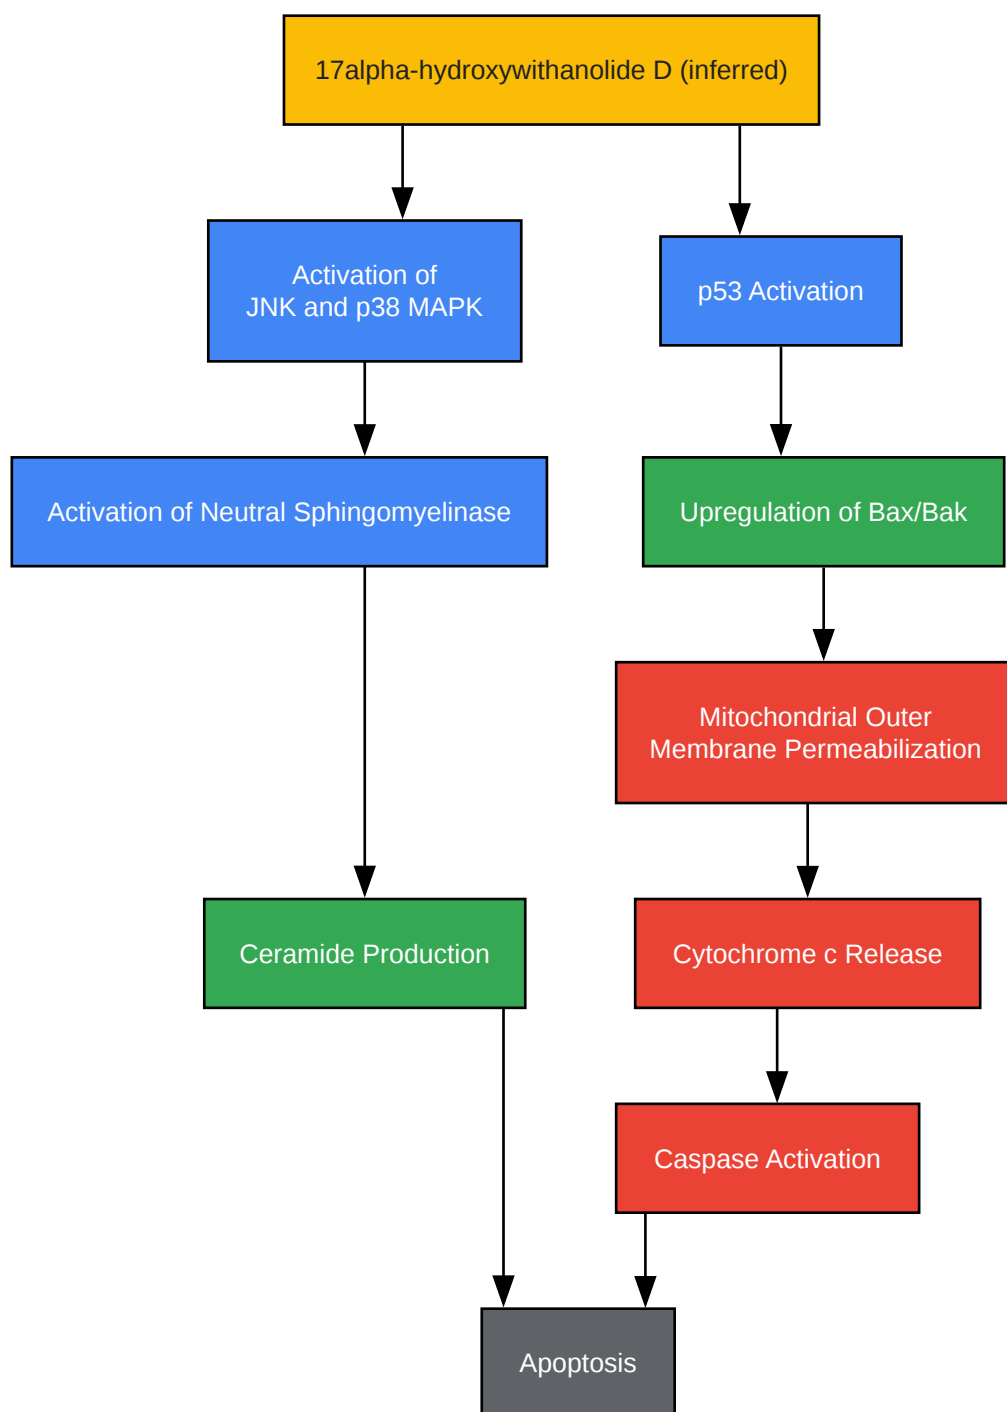 17alpha-hydroxywithanolide D (inferred)
Activation of
JNK and p38 MAPK
p53 Activation
Activation of Neutral Sphingomyelinase
Upregulation of Bax/Bak
Mitochondrial Outer
Membrane Permeabilization
Ceramide Production
Cytochrome c Release
Caspase Activation
Apoptosis